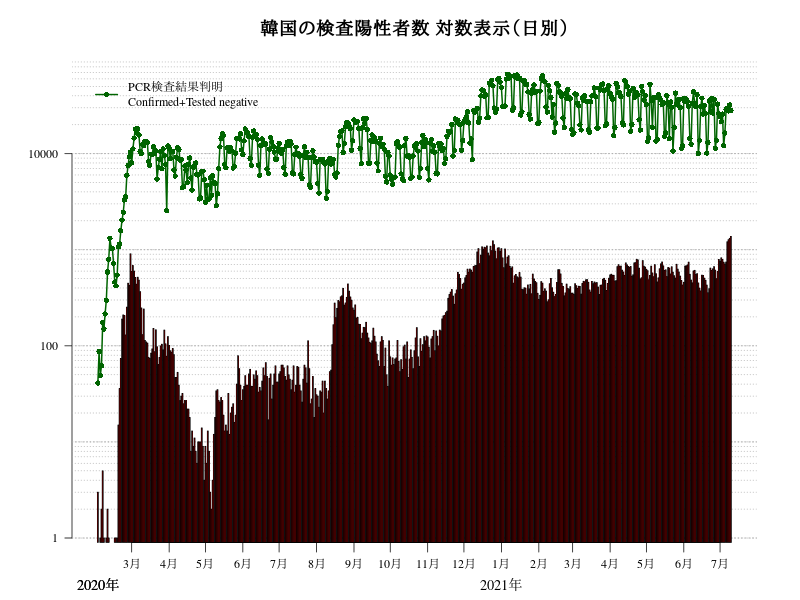 韓国の検査陽性者数 対数表示（日別）
PCR検査結果判明
Confirmed+Tested negative
10000
100
1
3月 4月 5月 6月 7月 8月 9月 10月 11月 12月 1月 2月 3月 4月 5月 6月 7月
2020年 2021年